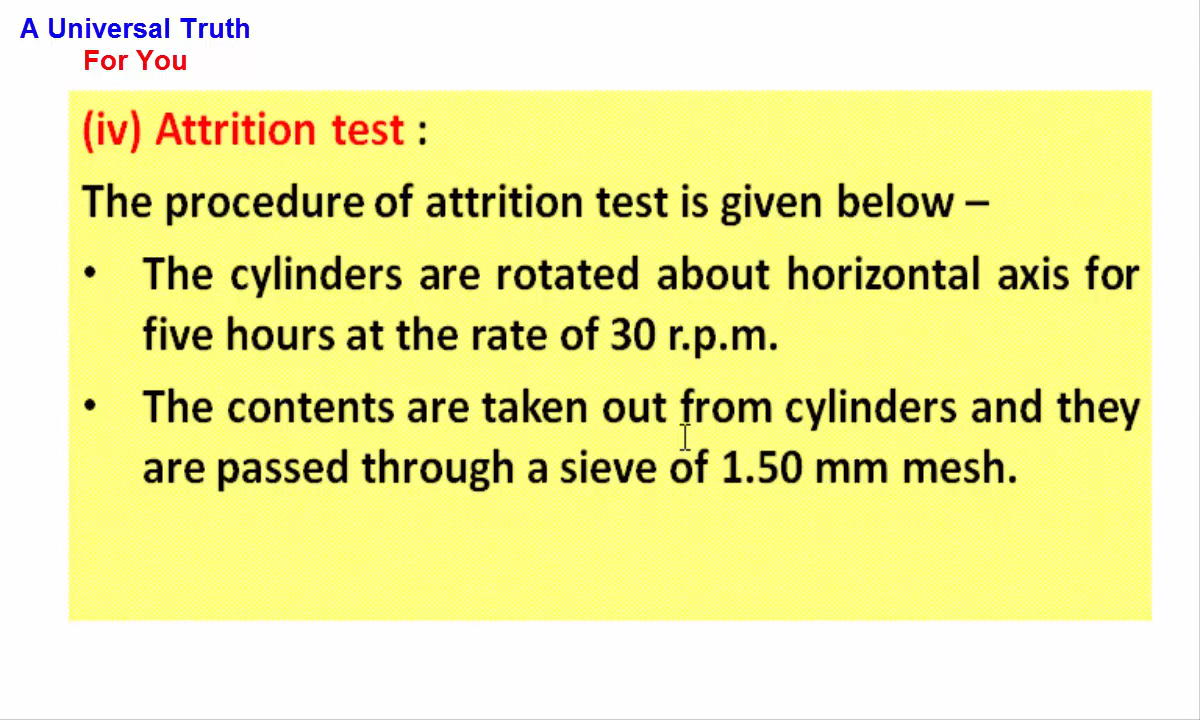 A Universal Truth
For You
(iv) Attrition test :
The procedure of attrition test is given below –
• The cylinders are rotated about horizontal axis for
five hours at the rate of 30 r.p.m.
• The contents are taken out from cylinders and they
are passed through a sieve of 1.50 mm mesh.